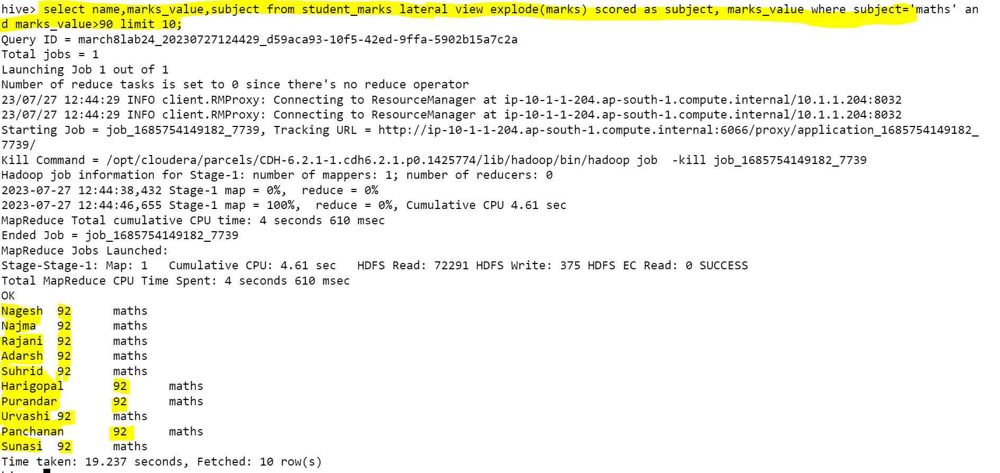 hive> select name,marks_value,subject from student_marks lateral view explode(marks) scored as subject, marks_value where subject='maths' an
d marks_value>90 limit 10;
Query ID = march8lab24_20230727124429_d59aca93-10f5-42ed-9ffa-5902b15a7c2a
Total jobs = 1
Launching Job 1 out of 1
Number of reduce tasks is set to 0 since there's no reduce operator
23/07/27 12:44:29 INFO client.RMProxy: Connecting to ResourceManager at ip-10-1-1-204.ap-south-1.compute.internal/10.1.1.204:8032
23/07/27 12:44:29 INFO client.RMProxy: Connecting to ResourceManager at ip-10-1-1-204.ap-south-1.compute.internal/10.1.1.204:8032
Starting Job = job_1685754149182_7739, Tracking URL = http://ip-10-1-1-204.ap-south-1.compute.internal:6066/proxy/application_1685754149182_
7739/
Kill Command = /opt/cloudera/parcels/CDH-6.2.1-1.cdh6.2.1.p0.1425774/lib/hadoop/bin/hadoop job  -kill job_1685754149182_7739
Hadoop job information for Stage-1: number of mappers: 1; number of reducers: 0
2023-07-27 12:44:38,432 Stage-1 map = 0%,  reduce = 0%
2023-07-27 12:44:46,655 Stage-1 map = 100%,  reduce = 0%, Cumulative CPU 4.61 sec
MapReduce Total cumulative CPU time: 4 seconds 610 msec
Ended Job = job_1685754149182_7739
MapReduce Jobs Launched:
Stage-Stage-1: Map: 1   Cumulative CPU: 4.61 sec   HDFS Read: 72291 HDFS Write: 375 HDFS EC Read: 0 SUCCESS
Total MapReduce CPU Time Spent: 4 seconds 610 msec
OK
Nagesh  92      maths
Najma   92      maths
Rajani  92      maths
Adarsh  92      maths
Suhrid  92      maths
Harigopal       92      maths
Purandar        92      maths
Urvashi 92      maths
Panchanan       92      maths
Sunasi  92      maths
Time taken: 19.237 seconds, Fetched: 10 row(s)